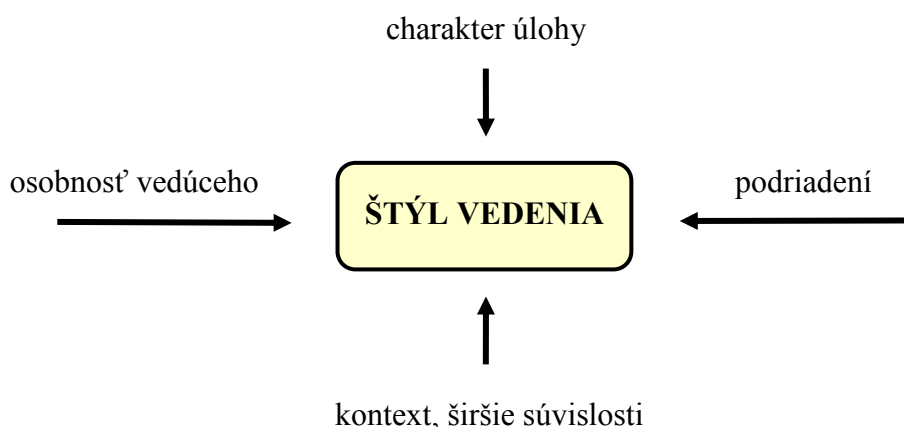 charakter úlohy
osobnosť vedúceho
ŠTÝL VEDENIA
podriadení
kontext, širšie súvislosti